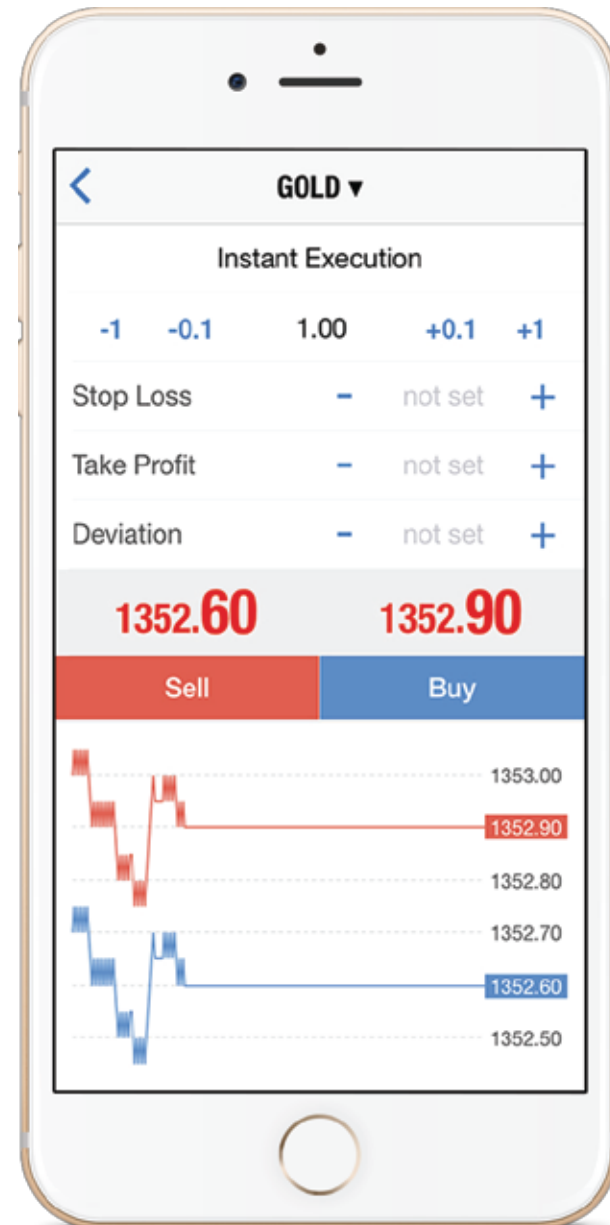 GOLD ▾
Instant Execution
-1 -0.1 1.00 +0.1 +1
Stop Loss - not set +
Take Profit - not set +
Deviation - not set +
1352.60 1352.90
Sell Buy
1353.00
1352.90
1352.80
1352.70
1352.60
1352.50